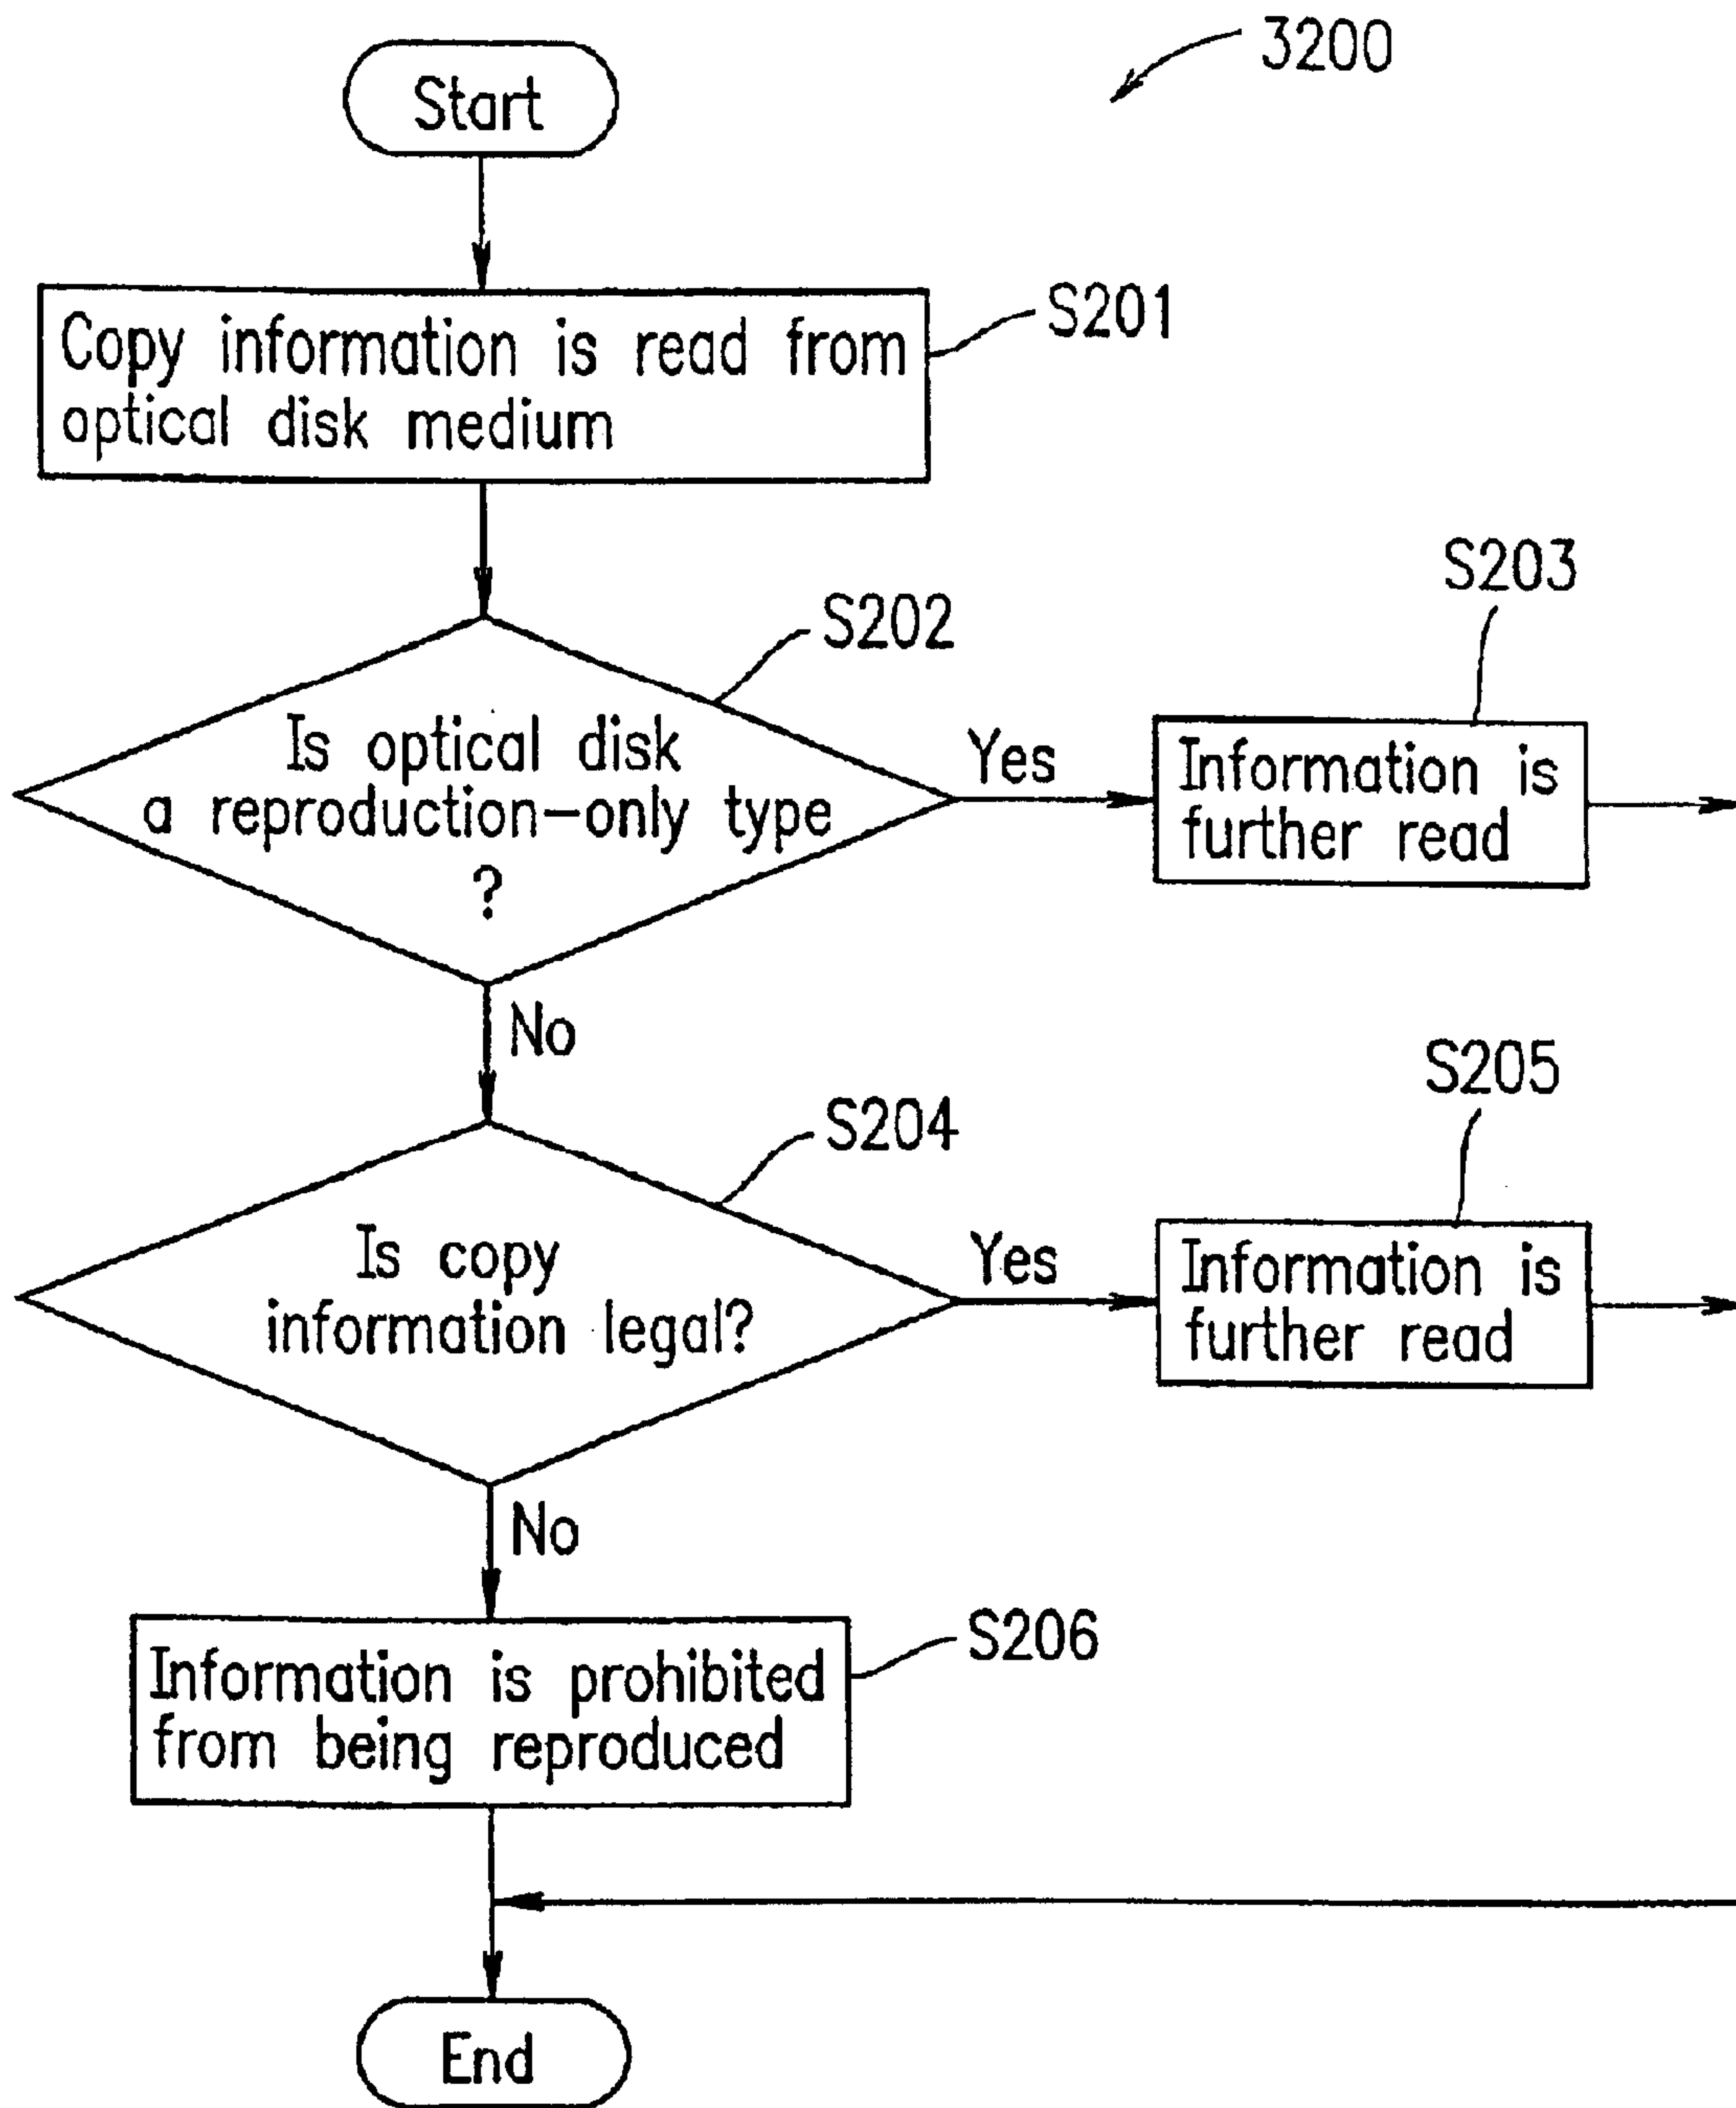 3200
Start
S201
Copy information is read from
optical disk medium
S202
S203
Is optical disk
a reproduction-only type
?
Yes
Information is
further read
No
S204
S205
Is copy
information legal?
Yes
Information is
further read
No
S206
Information is prohibited
from being reproduced
End